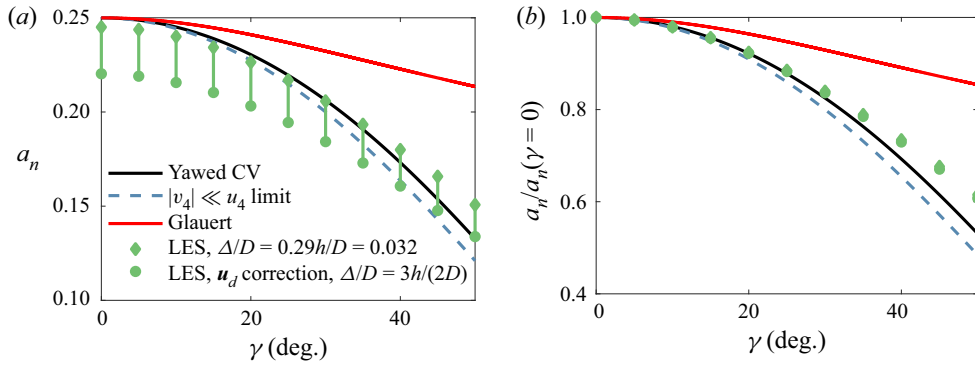 (a)
0.25
0.20
0.15
0.10
a_n
Yawed CV
|v₄| ≪ u₄ limit
Glauert
LES, Δ/D = 0.29h/D = 0.032
LES, u_d correction, Δ/D = 3h/(2D)
0 20 40
γ (deg.)
(b)
1.0
0.8
0.6
0.4
a_n/a_n(γ = 0)
0 20 40
γ (deg.)